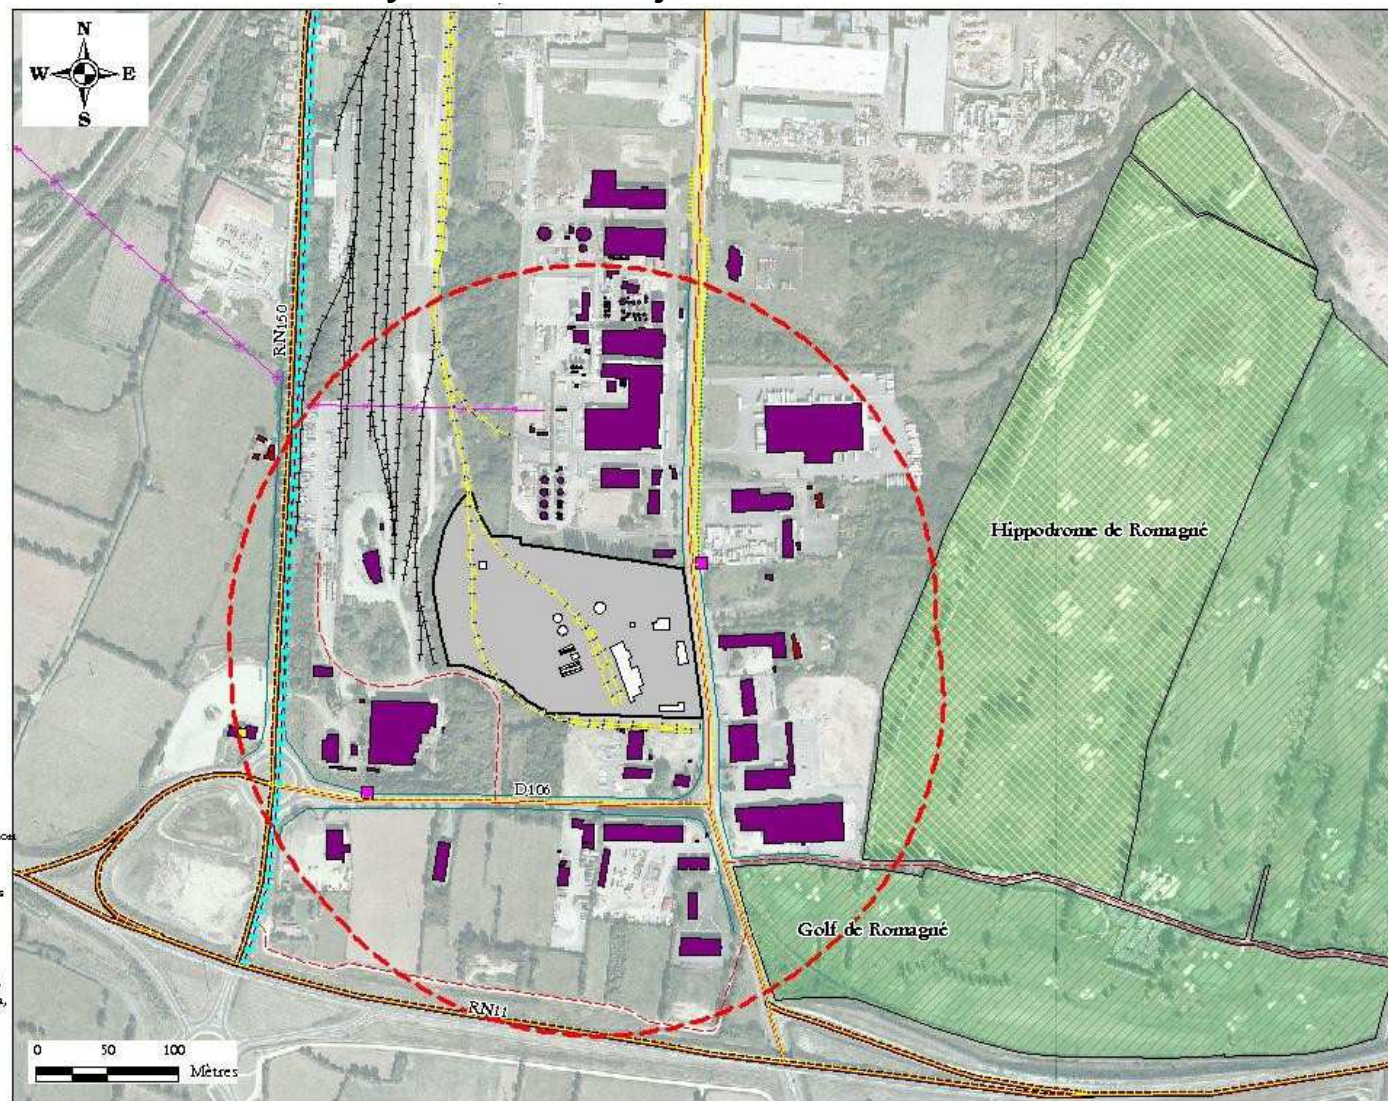 N
W E
S
RN150
Hippodrome de Romagné
D106
Golf de Romagné
RN11
0 50 100
Mètres